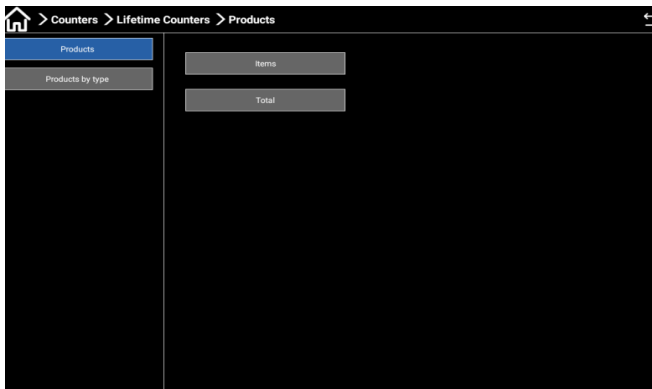 Counters Lifetime Counters Products
Products
Products by type
Items
Total